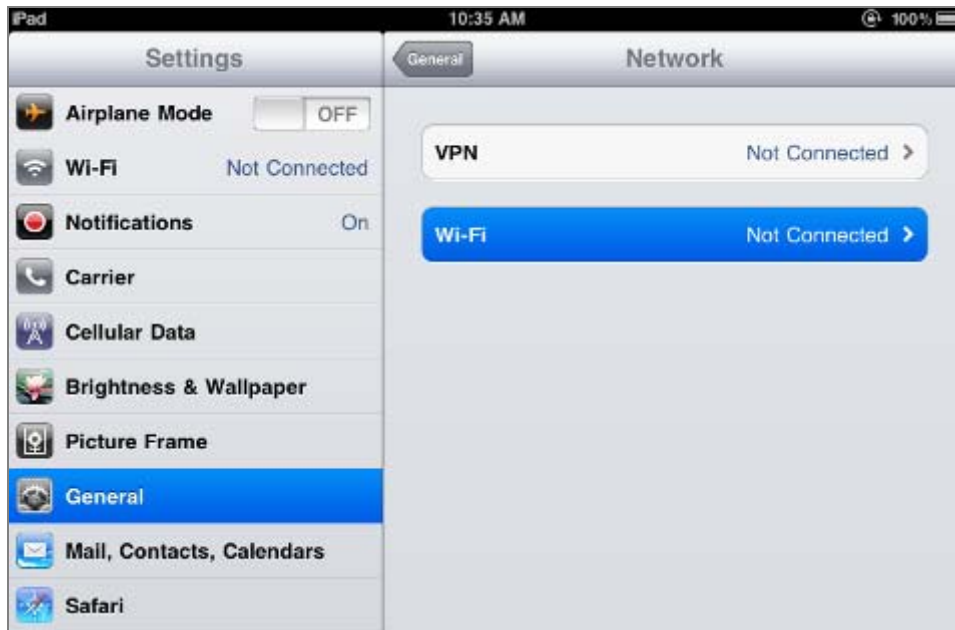 iPad 10:35 AM 100%
Settings
General Network
Airplane Mode OFF
Wi-Fi Not Connected
Notifications On
Carrier
Cellular Data
Brightness & Wallpaper
Picture Frame
General
Mail, Contacts, Calendars
Safari
VPN Not Connected
Wi-Fi Not Connected